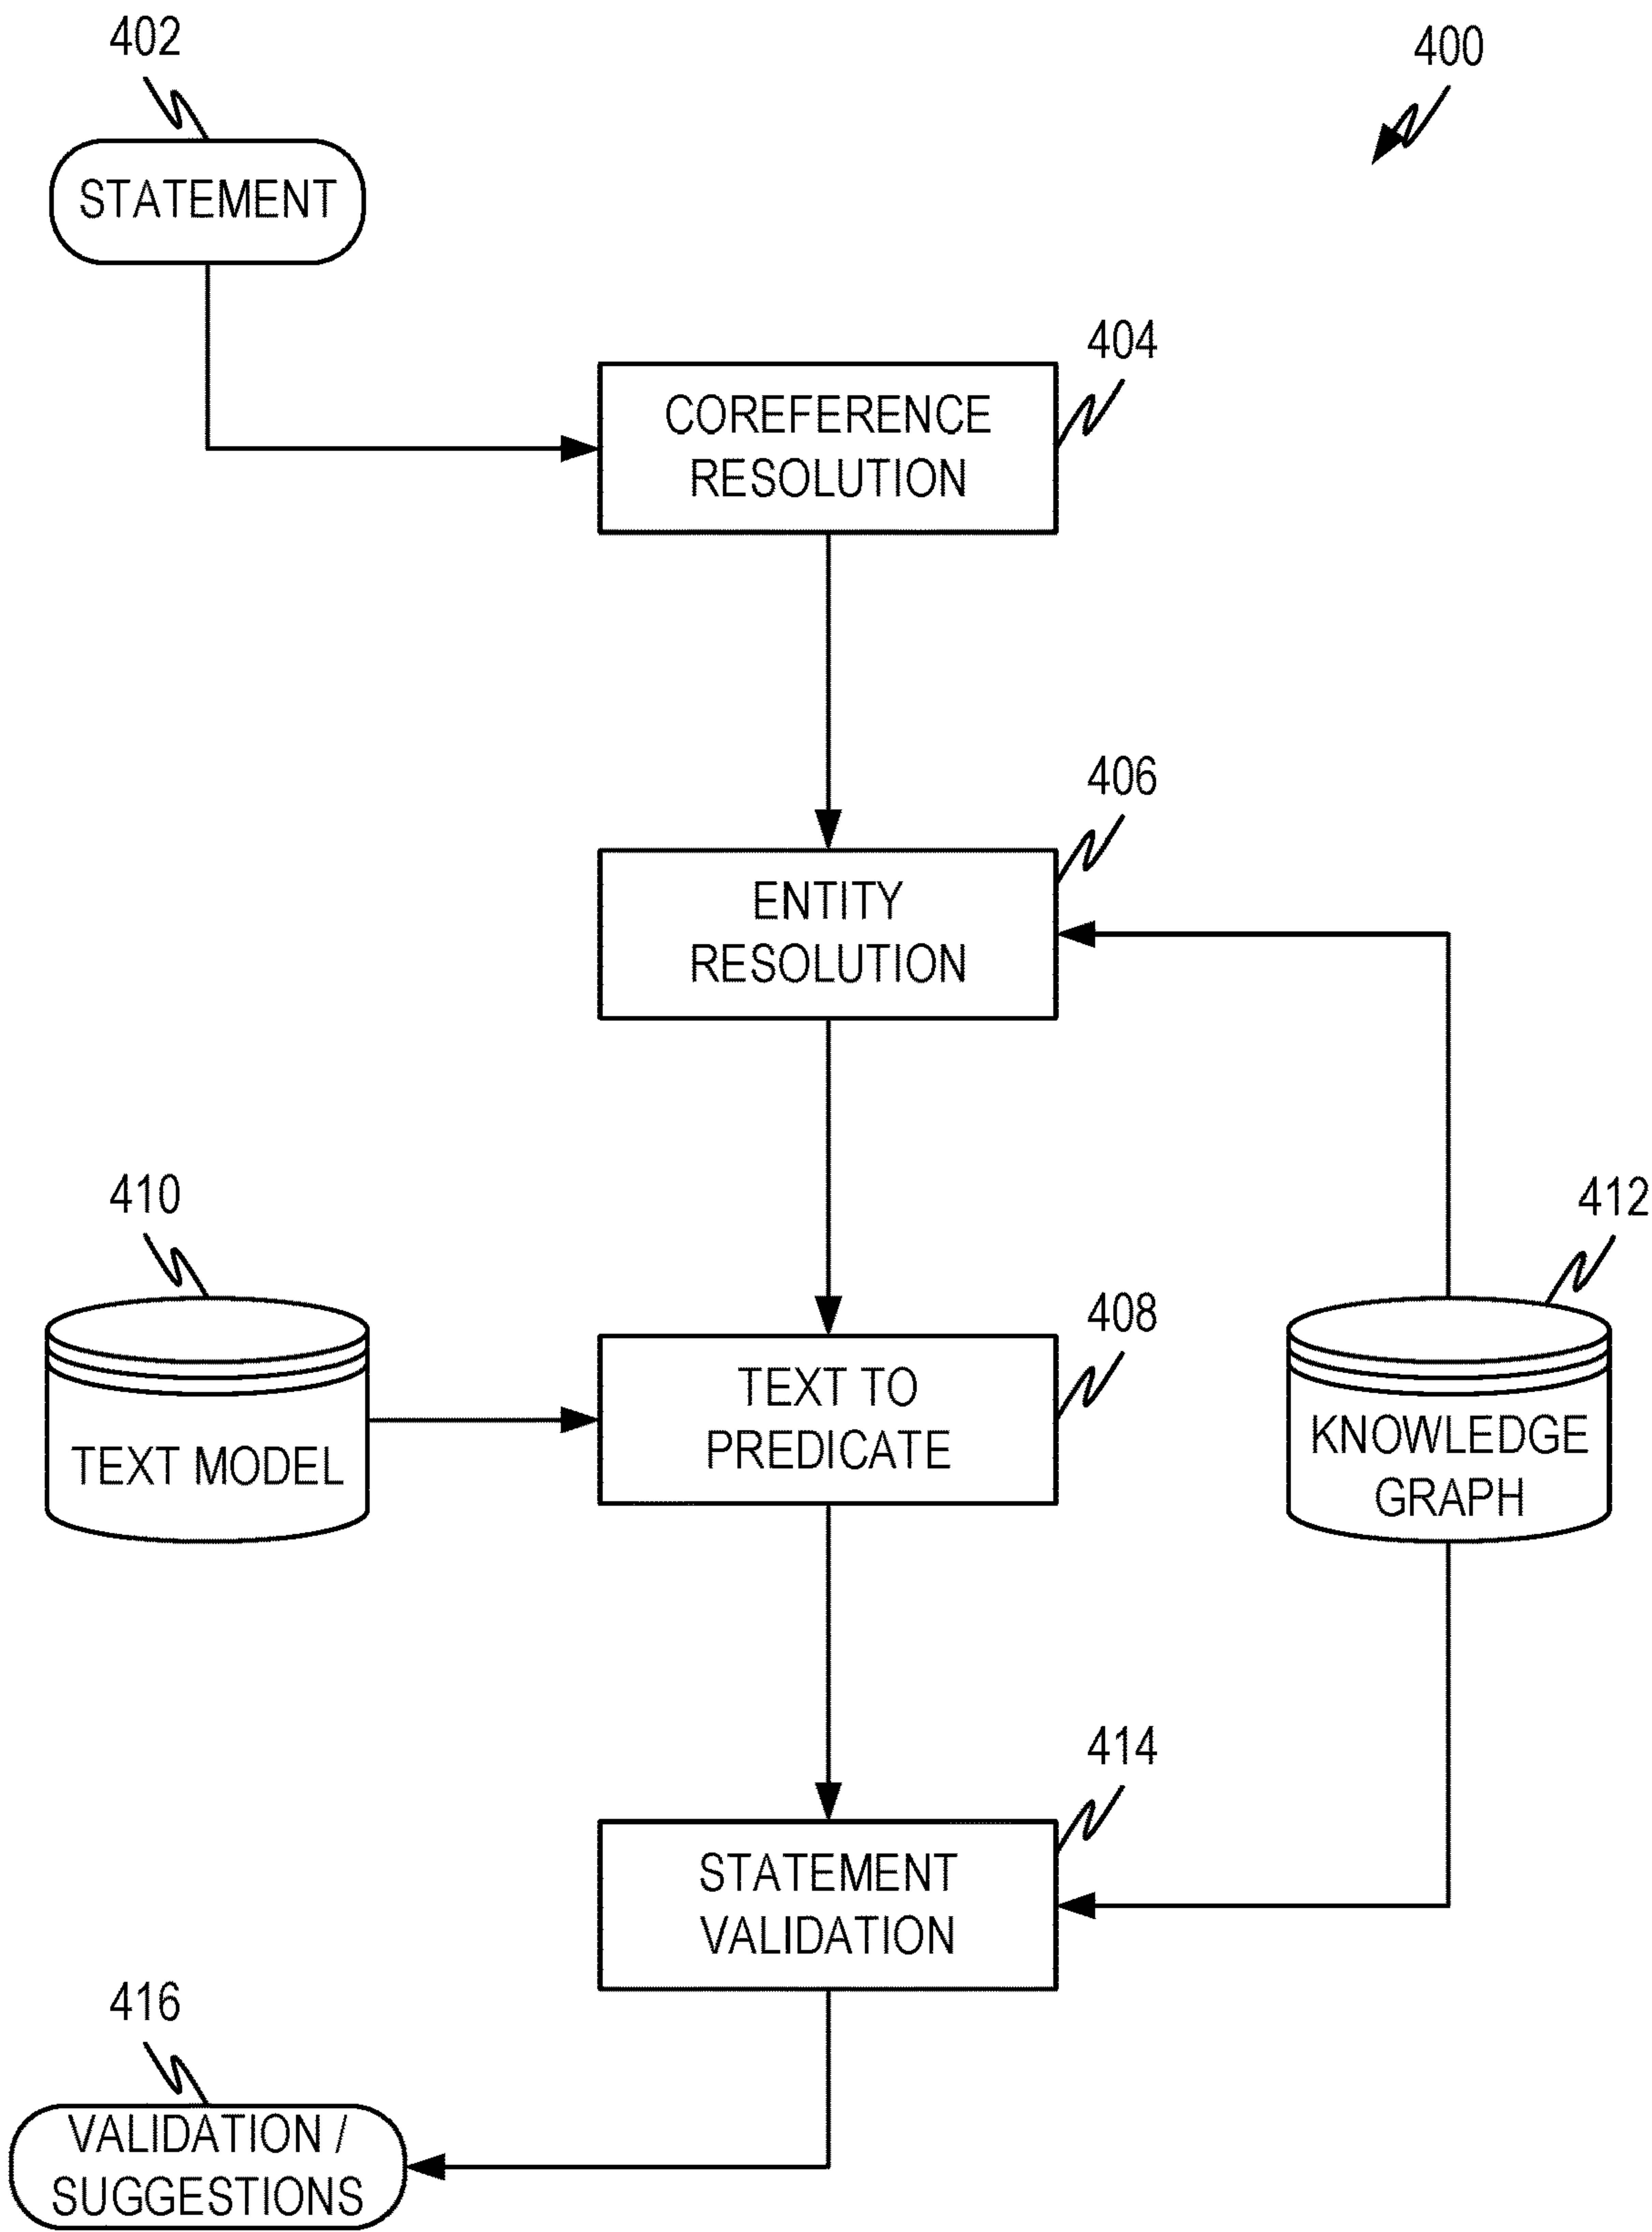 402
400
STATEMENT
404
COREFERENCE
RESOLUTION
406
ENTITY
RESOLUTION
410
412
408
TEXT MODEL
TEXT TO
PREDICATE
KNOWLEDGE
GRAPH
414
STATEMENT
VALIDATION
416
VALIDATION /
SUGGESTIONS